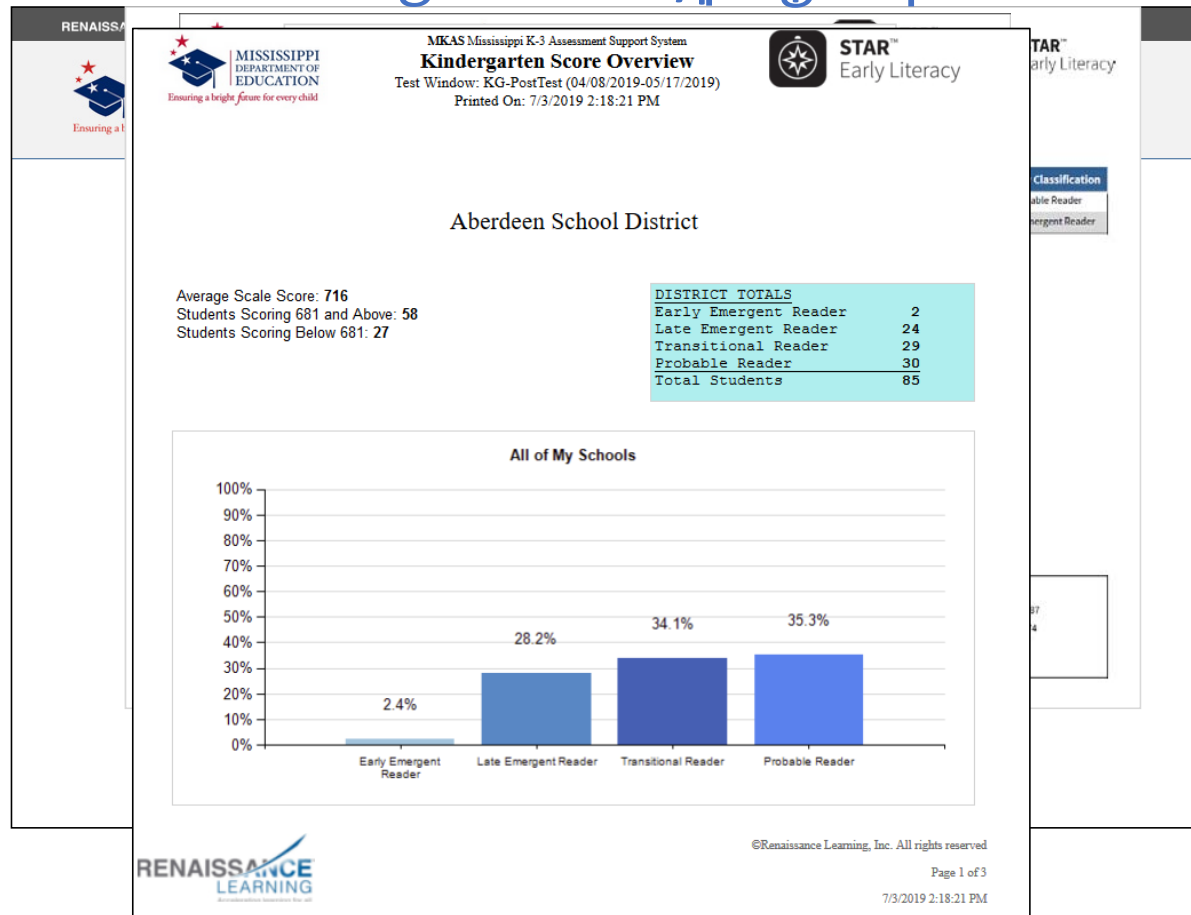 RENAISSA
Ensuring a b
MISSISSIPPI
DEPARTMENT OF
EDUCATION
Ensuring a bright future for every child
MKAS Mississippi K-3 Assessment Support System
Kindergarten Score Overview
Test Window: KG-PostTest (04/08/2019-05/17/2019)
Printed On: 7/3/2019 2:18:21 PM
STAR™
Early Literacy
TAR™
arly Literacy
Classification
able Reader
mergent Reader
Aberdeen School District
Average Scale Score: 716
Students Scoring 681 and Above: 58
Students Scoring Below 681: 27
DISTRICT TOTALS
Early Emergent Reader 2
Late Emergent Reader 24
Transitional Reader 29
Probable Reader 30
Total Students 85
All of My Schools
100%
90%
80%
70%
60%
50%
40%
30%
20%
10%
0%
2.4%
28.2%
34.1%
35.3%
Early Emergent
Reader
Late Emergent Reader
Transitional Reader
Probable Reader
RENAISSANCE
LEARNING
©Renaissance Learning, Inc. All rights reserved
Page 1 of 3
7/3/2019 2:18:21 PM